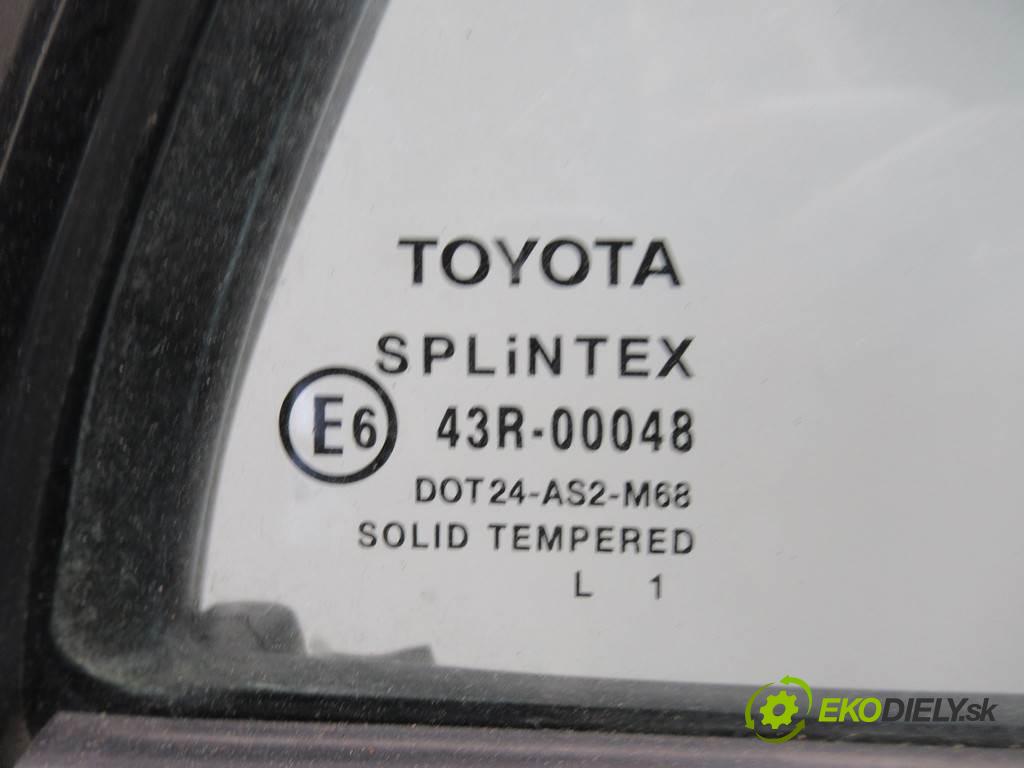 TOYOTA
SPLiNTEX
E6 43R-00048
DOT24-AS2-M68
SOLID TEMPERED
L 1
EKODIELY.sk